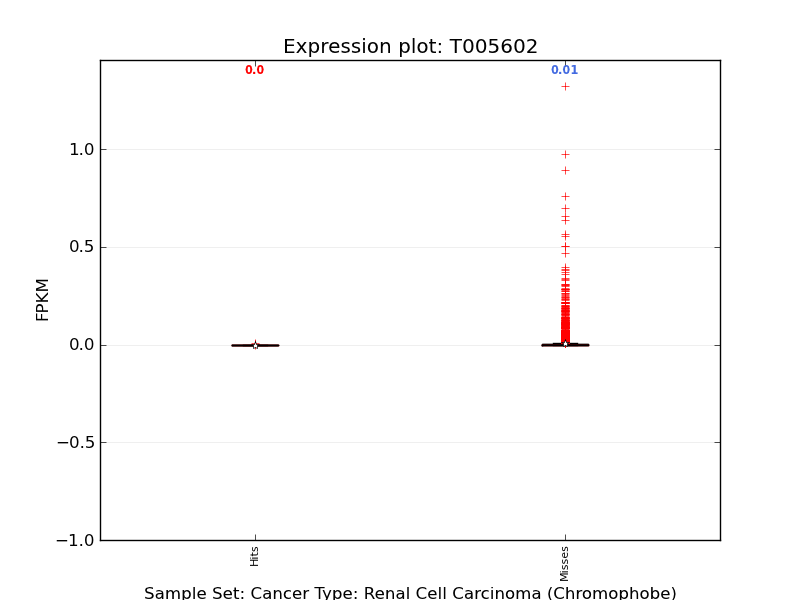 Expression plot: T005602
0.0
0.01
1.0
0.5
0.0
−0.5
−1.0
FPKM
Hits
Misses
Sample Set: Cancer Type: Renal Cell Carcinoma (Chromophobe)